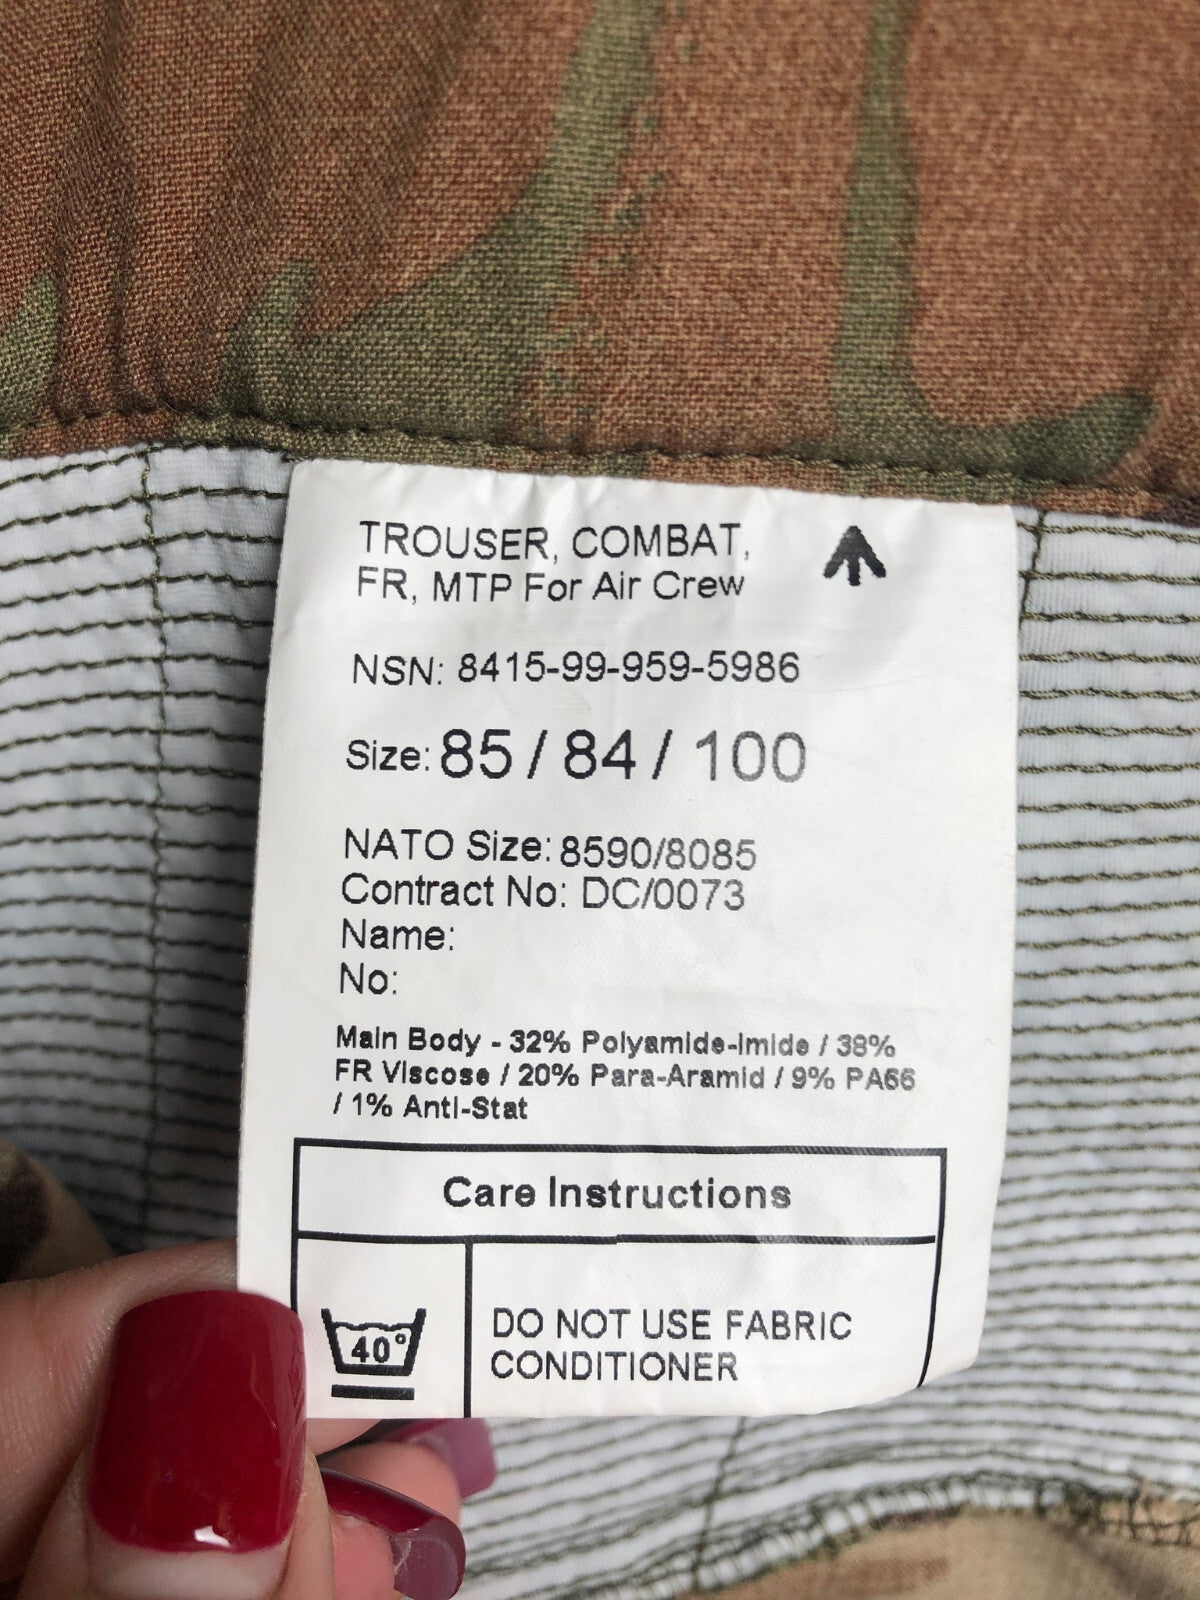 TROUSER, COMBAT,
FR, MTP For Air Crew
NSN: 8415-99-959-5986
Size: 85 / 84 / 100
NATO Size: 8590/8085
Contract No: DC/0073
Name:
No:
Main Body - 32% Polyamide-Imide / 38%
FR Viscose / 20% Para-Aramid / 9% PA66
/ 1% Anti-Stat
Care Instructions
40°
DO NOT USE FABRIC
CONDITIONER